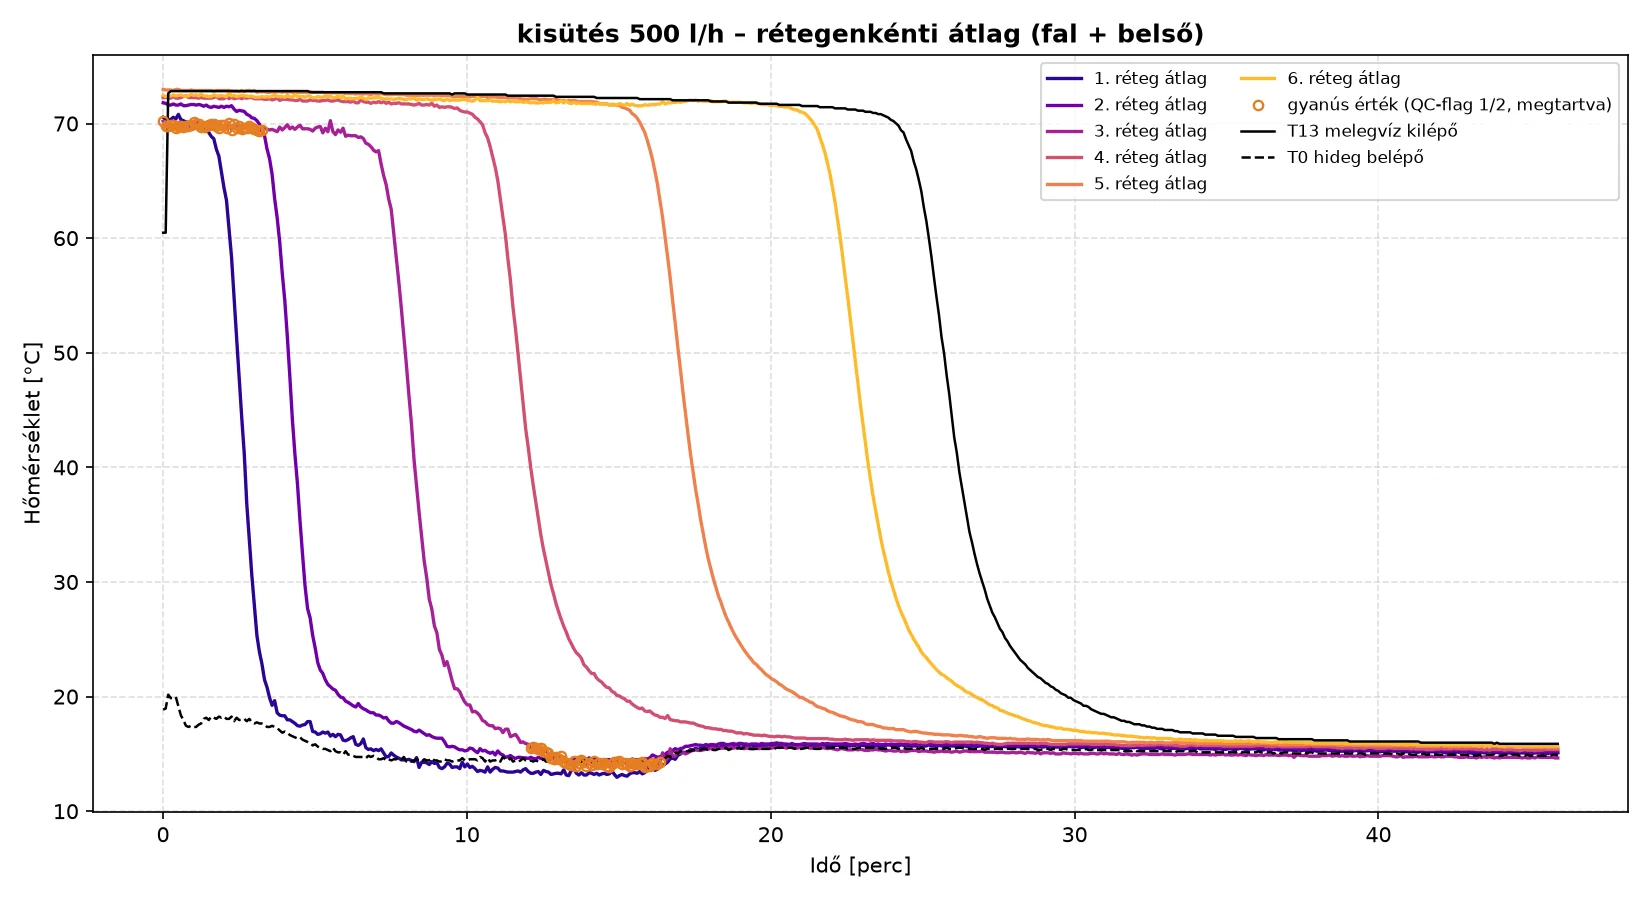 kisütés 500 l/h – rétegenkénti átlag (fal + belső)
1. réteg átlag
2. réteg átlag
3. réteg átlag
4. réteg átlag
5. réteg átlag
6. réteg átlag
gyanús érték (QC-flag 1/2, megtartva)
T13 melegvíz kilépő
T0 hideg belépő
Hőmérséklet [°C]
70
60
50
40
30
20
10
0
10
20
30
40
Idő [perc]